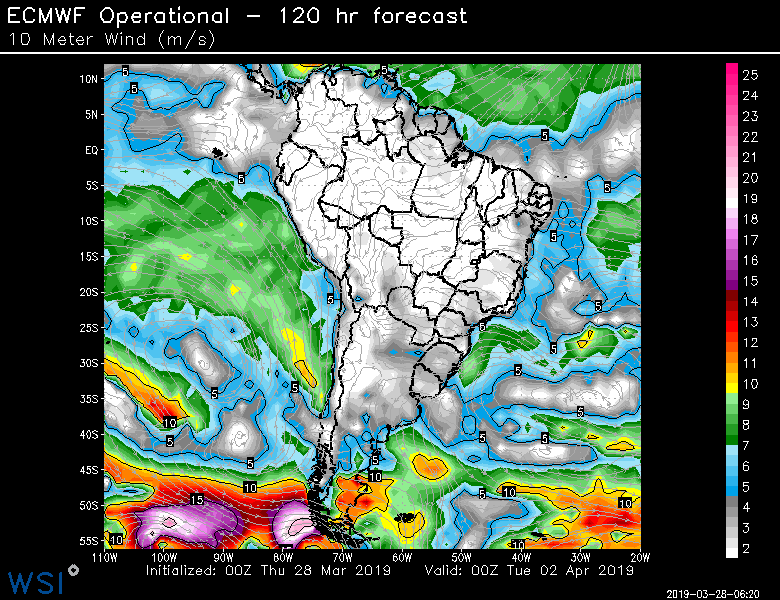 ECMWF Operational – 120 hr forecast
10 Meter Wind (m/s)
10N
5N
EQ
5S
10S
15S
20S
25S
30S
35S
40S
45S
50S
55S
110W 100W 90W 80W 70W 60W 50W 40W 30W 20W
5 5 5 5 5 5 5 5 5 5 6 5 5 5 5 5 5 10 5 5 5 5 5 10 10 10 5 10 15 10 10 10
25
24
23
22
21
20
19
18
17
16
15
14
13
12
11
10
9
8
7
6
5
4
3
2
Initialized: 00Z Thu 28 Mar 2019 Valid: 00Z Tue 02 Apr 2019
WSI
2019-03-28-06:20